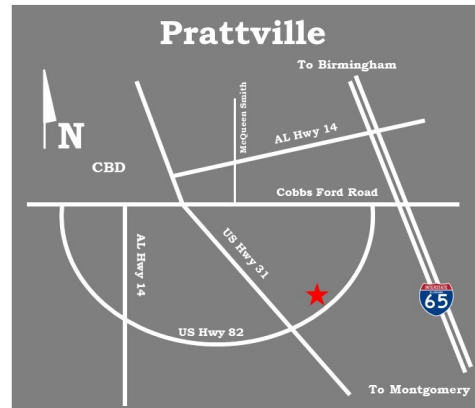 Prattville
To Birmingham
McQueen Smith
AL Hwy 14
N
CBD
Cobbs Ford Road
AL Hwy 14
US Hwy 31
INTERSTATE
65
US Hwy 82
To Montgomery